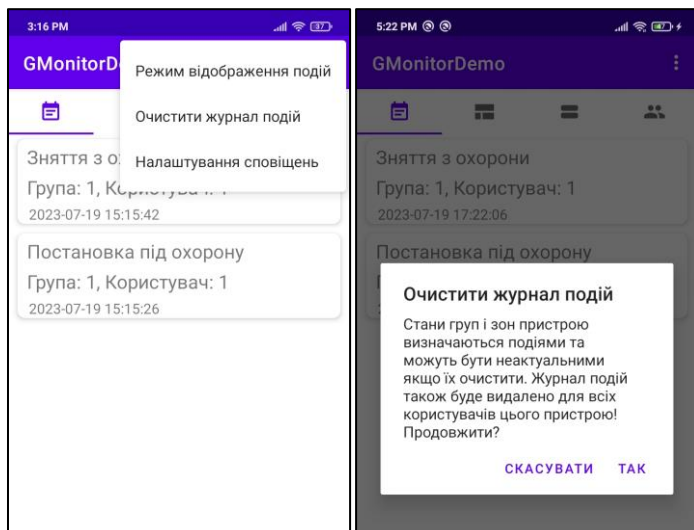 3:16 PM
37
GMonitorD
Режим відображення подій
Очистити журнал подій
Налаштування сповіщень
Зняття з о
Група: 1, Користувач: 1
2023-07-19 15:15:42
Постановка під охорону
Група: 1, Користувач: 1
2023-07-19 15:15:26
5:22 PM
GMonitorDemo
Зняття з охорони
Група: 1, Користувач: 1
2023-07-19 17:22:06
Постановка під охорону
Очистити журнал подій
Стани груп і зон пристрою
визначаються подіями та
можуть бути неактуальними
якщо їх очистити. Журнал подій
також буде видалено для всіх
користувачів цього пристрою!
Продовжити?
СКАСУВАТИ ТАК